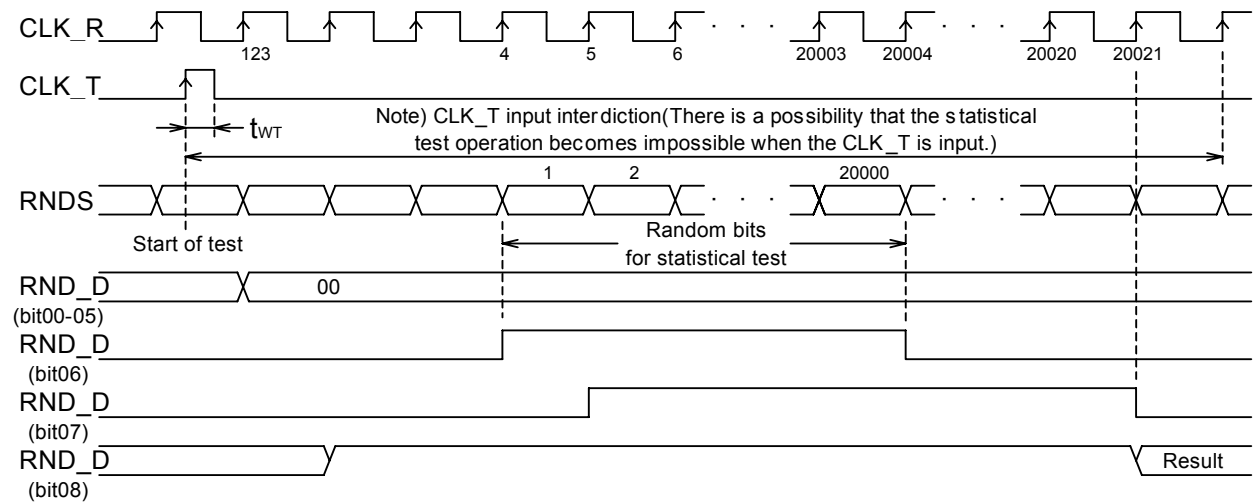 CLK_R
123 4 5 6 · · · 20003 20004 · · · 20020 20021
CLK_T
tWT
Note) CLK_T input interdiction(There is a possibility that the statistical
test operation becomes impossible when the CLK_T is input.)
1 2 20000
RNDS · · · · · ·
Start of test
Random bits
for statistical test
RND_D
(bit00-05)
00
RND_D
(bit06)
RND_D
(bit07)
RND_D
(bit08)
Result